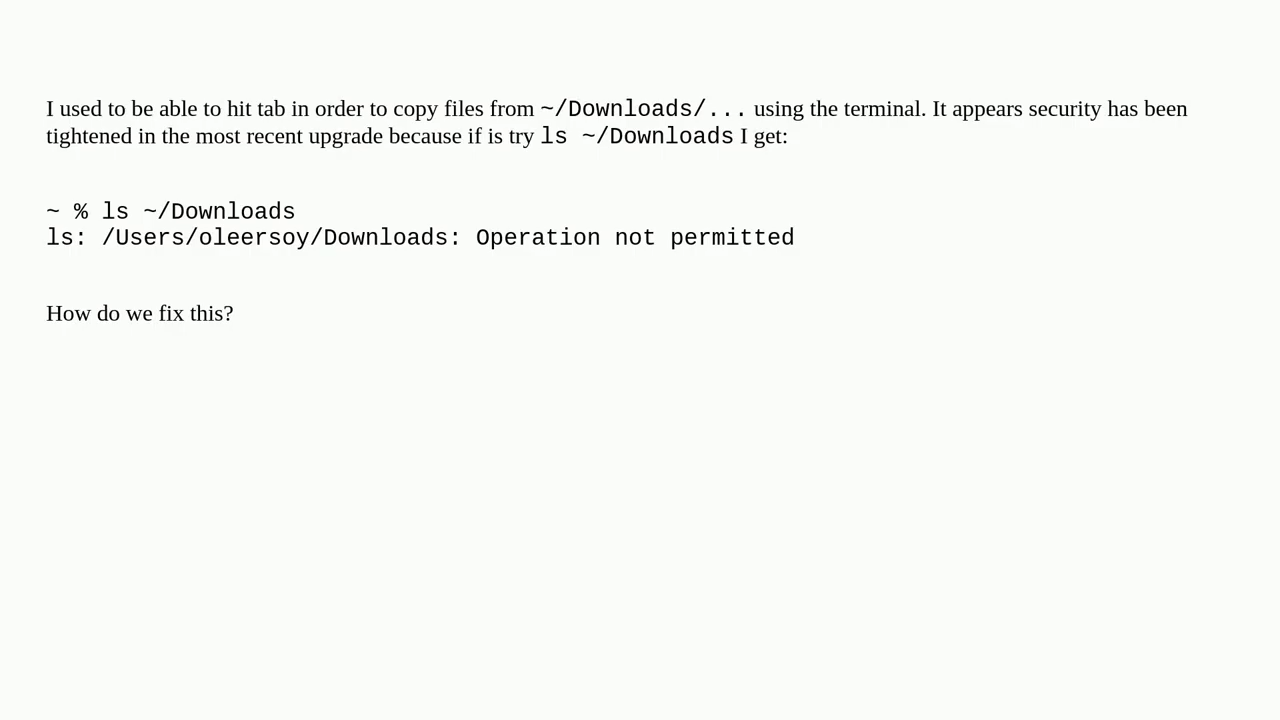 I used to be able to hit tab in order to copy files from ~/Downloads/... using the terminal. It appears security has been
tightened in the most recent upgrade because if is try ls ~/Downloads I get:
~ % ls ~/Downloads
ls: /Users/oleersoy/Downloads: Operation not permitted
How do we fix this?